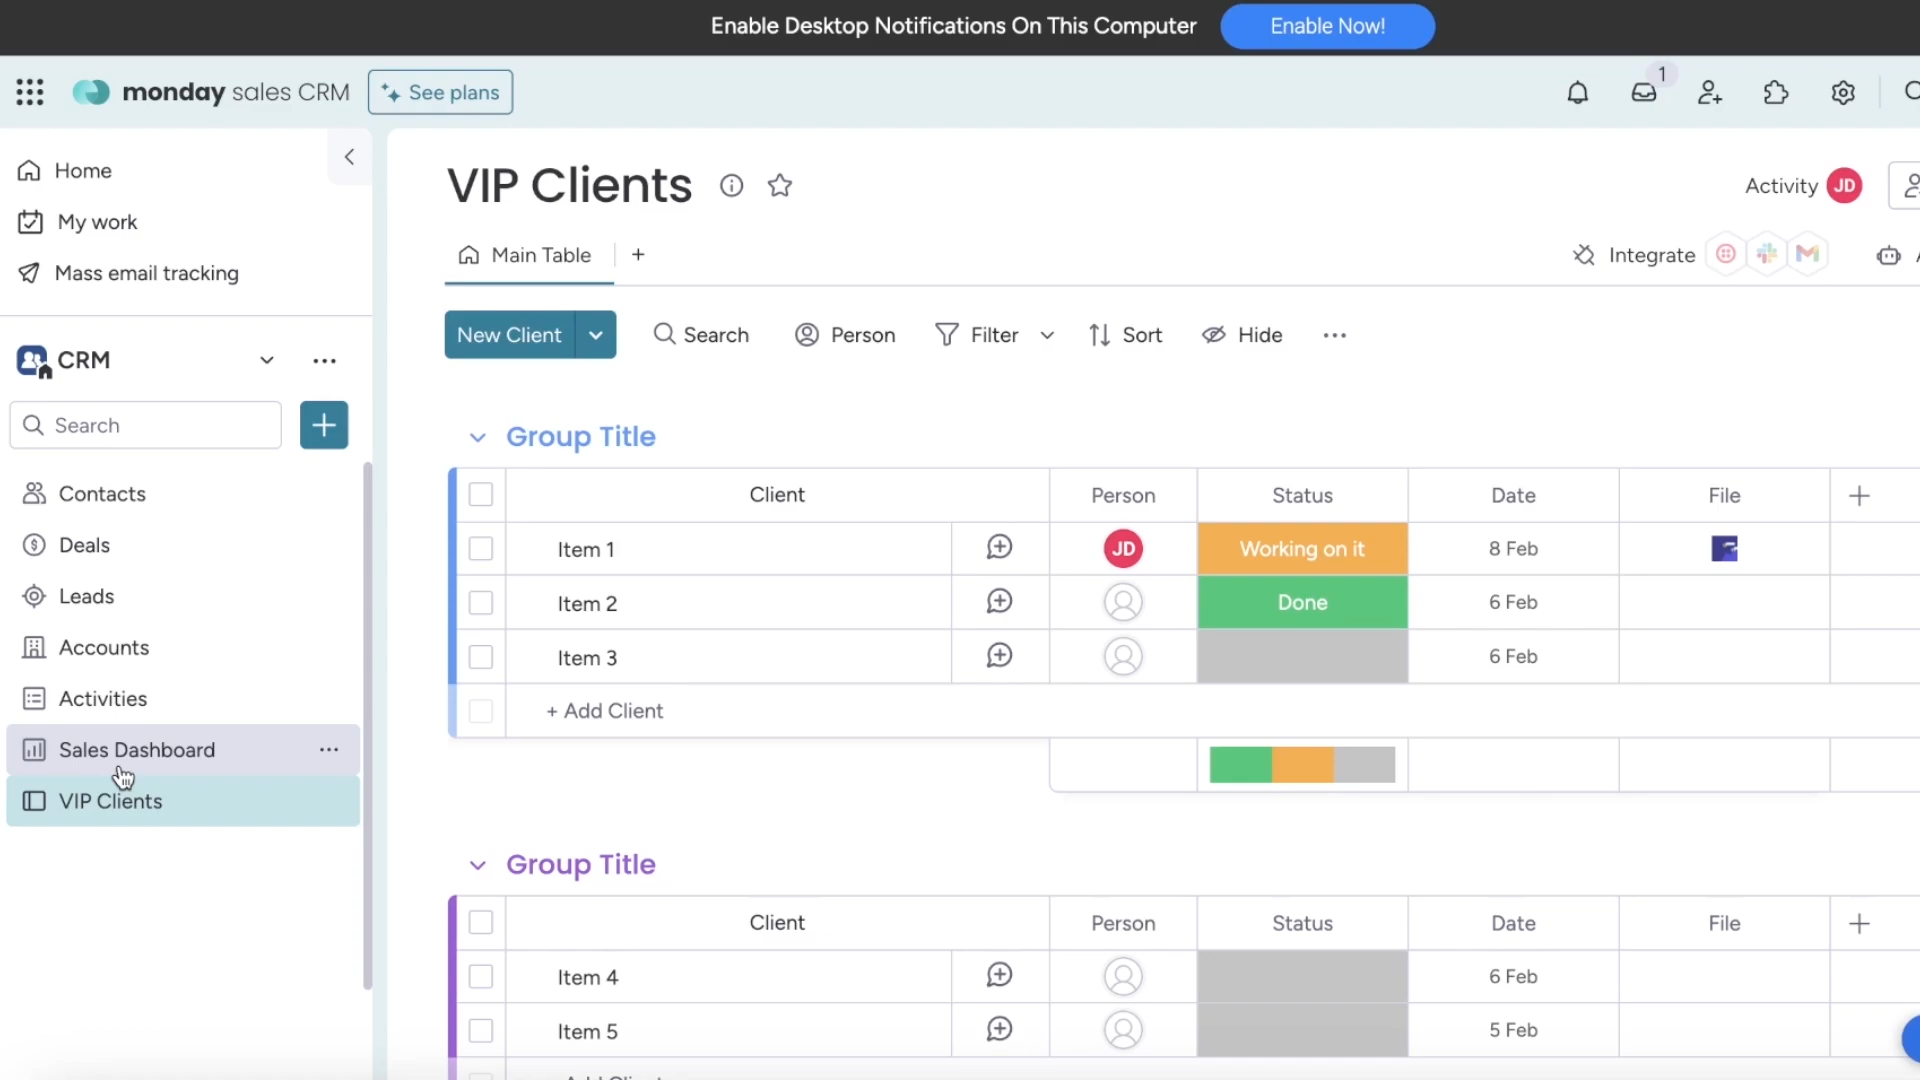 Enable Desktop Notifications On This Computer Enable Now!
monday sales CRM See plans 1
Home
My work
Mass email tracking
CRM
Search
Contacts
Deals
Leads
Accounts
Activities
Sales Dashboard
VIP Clients
VIP Clients
Activity JD
Main Table
Integrate
New Client Search Person Filter Sort Hide
Group Title
Client Person Status Date File
Item 1 JD Working on it 8 Feb
Item 2 Done 6 Feb
Item 3 6 Feb
+ Add Client
Group Title
Client Person Status Date File
Item 4 6 Feb
Item 5 5 Feb